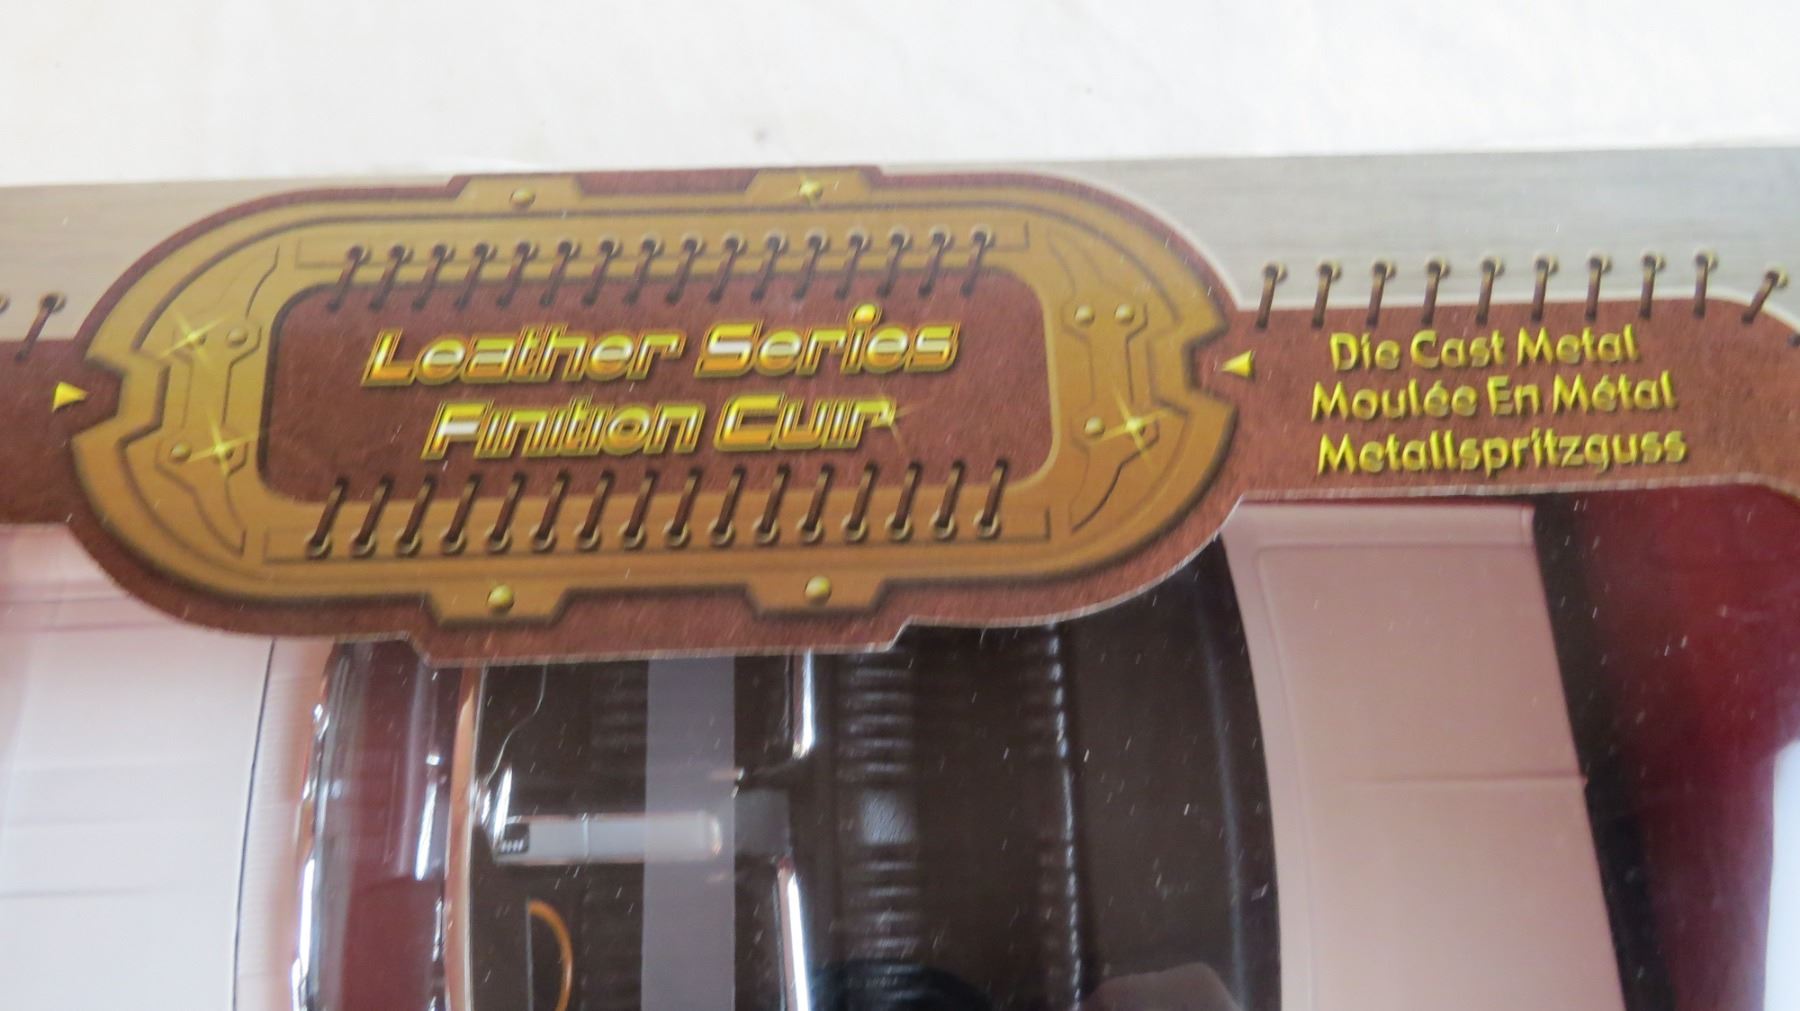 Leather Series
Finition Cuir
Die Cast Metal
Moulée En Métal
Metallspritzguss